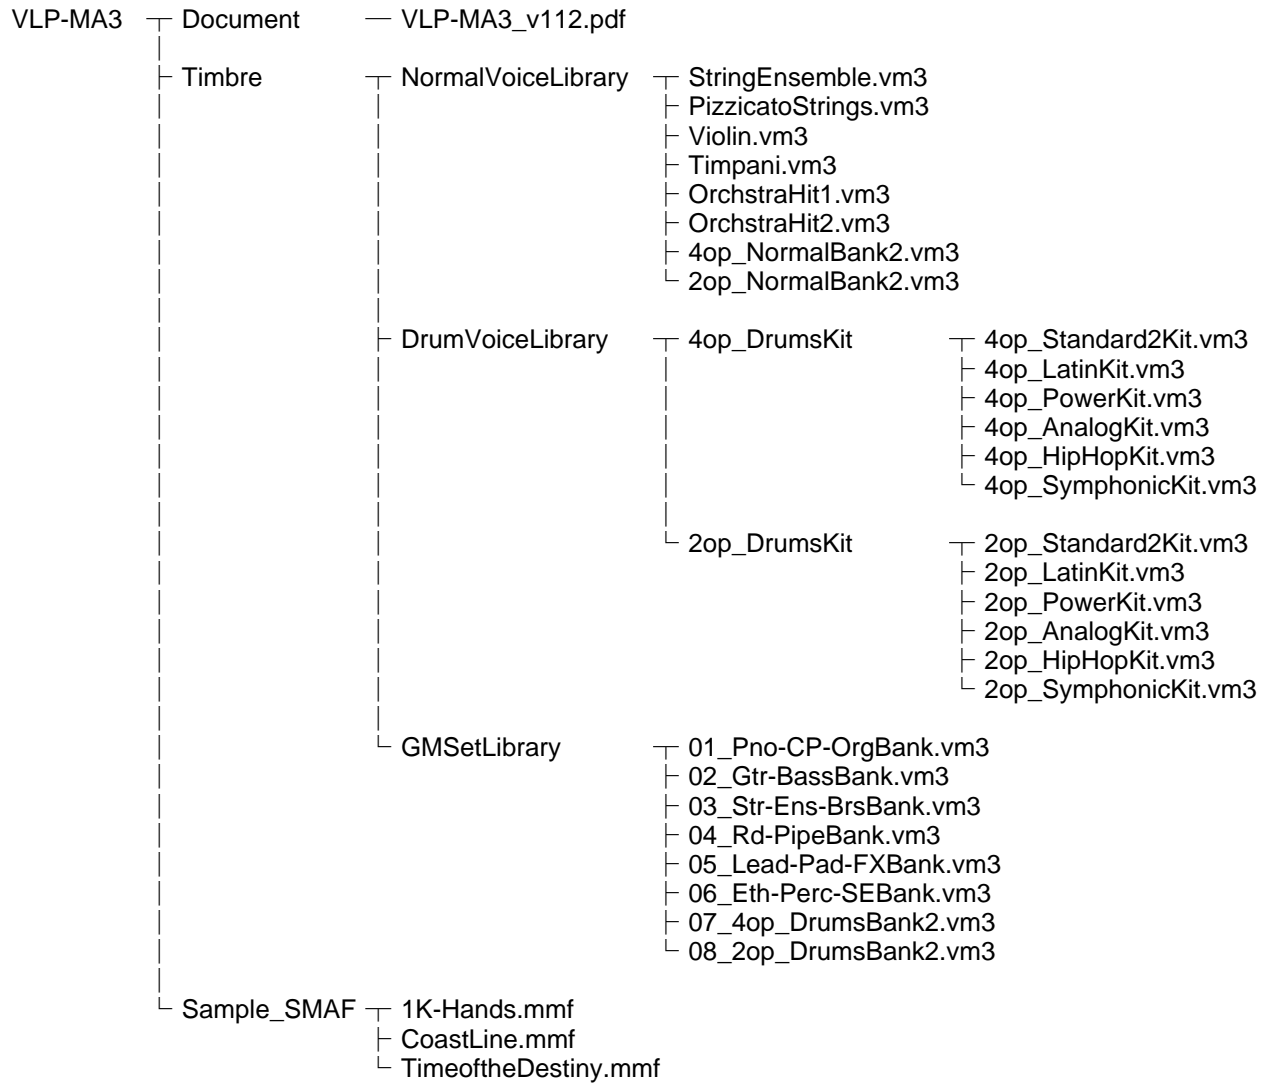 VLP-MA3 Document VLP-MA3_v112.pdf
Timbre NormalVoiceLibrary StringEnsemble.vm3
PizzicatoStrings.vm3
Violin.vm3
Timpani.vm3
OrchstraHit1.vm3
OrchstraHit2.vm3
4op_NormalBank2.vm3
2op_NormalBank2.vm3
DrumVoiceLibrary 4op_DrumsKit 4op_Standard2Kit.vm3
4op_LatinKit.vm3
4op_PowerKit.vm3
4op_AnalogKit.vm3
4op_HipHopKit.vm3
4op_SymphonicKit.vm3
2op_DrumsKit 2op_Standard2Kit.vm3
2op_LatinKit.vm3
2op_PowerKit.vm3
2op_AnalogKit.vm3
2op_HipHopKit.vm3
2op_SymphonicKit.vm3
GMSetLibrary 01_Pno-CP-OrgBank.vm3
02_Gtr-BassBank.vm3
03_Str-Ens-BrsBank.vm3
04_Rd-PipeBank.vm3
05_Lead-Pad-FXBank.vm3
06_Eth-Perc-SEBank.vm3
07_4op_DrumsBank2.vm3
08_2op_DrumsBank2.vm3
Sample_SMAF 1K-Hands.mmf
CoastLine.mmf
TimeoftheDestiny.mmf